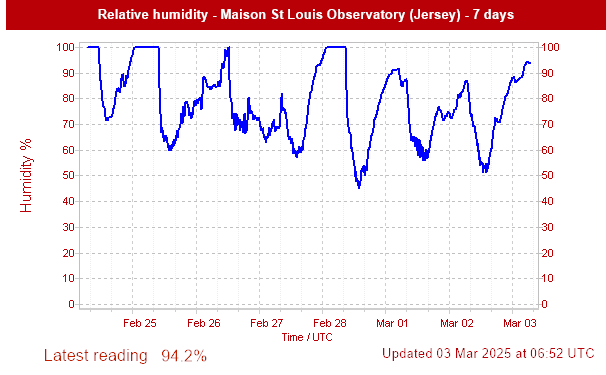 Relative humidity - Maison St Louis Observatory (Jersey) - 7 days
100 100
90 90
80 80
70 70
60 60
50 50
40 40
30 30
20 20
10 10
0 0
Humidity %
Feb 25 Feb 26 Feb 27 Feb 28 Mar 01 Mar 02 Mar 03
Time / UTC
Latest reading 94.2%
Updated 03 Mar 2025 at 06:52 UTC